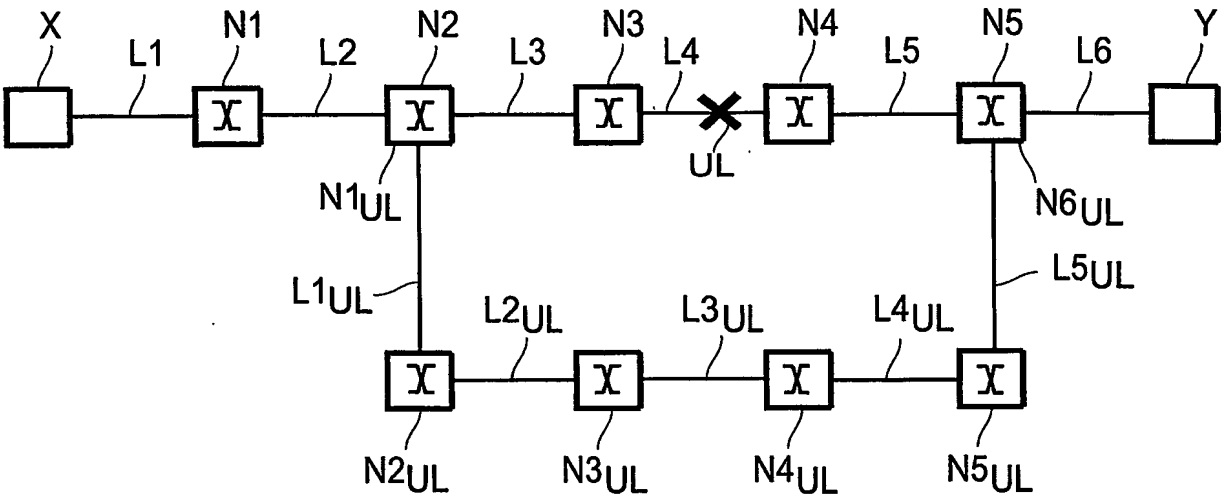 X L1 N1 L2 N2 L3 N3 L4 N4 L5 N5 L6 Y
UL
N1UL N6UL
L1UL L5UL
L2UL L3UL L4UL
N2UL N3UL N4UL N5UL